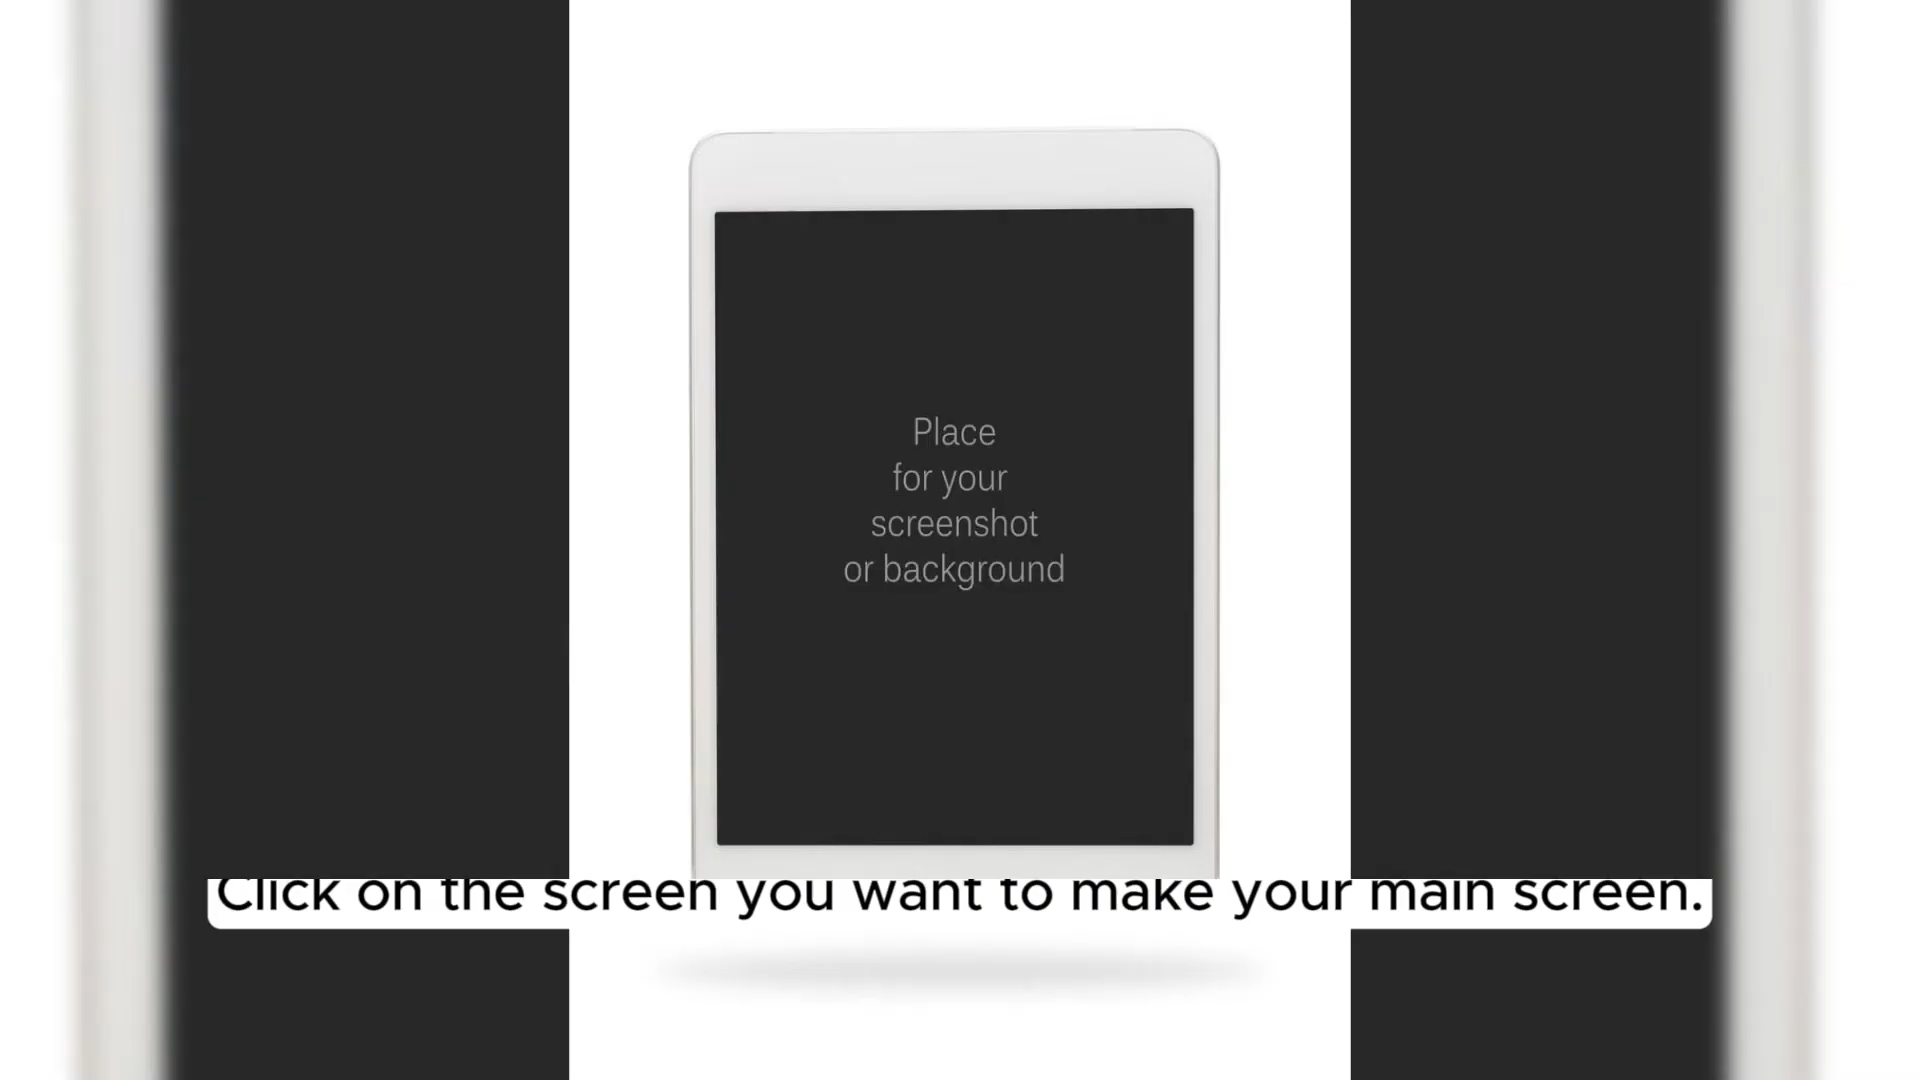 Place
for your
screenshot
or background
Click on the screen you want to make your main screen.